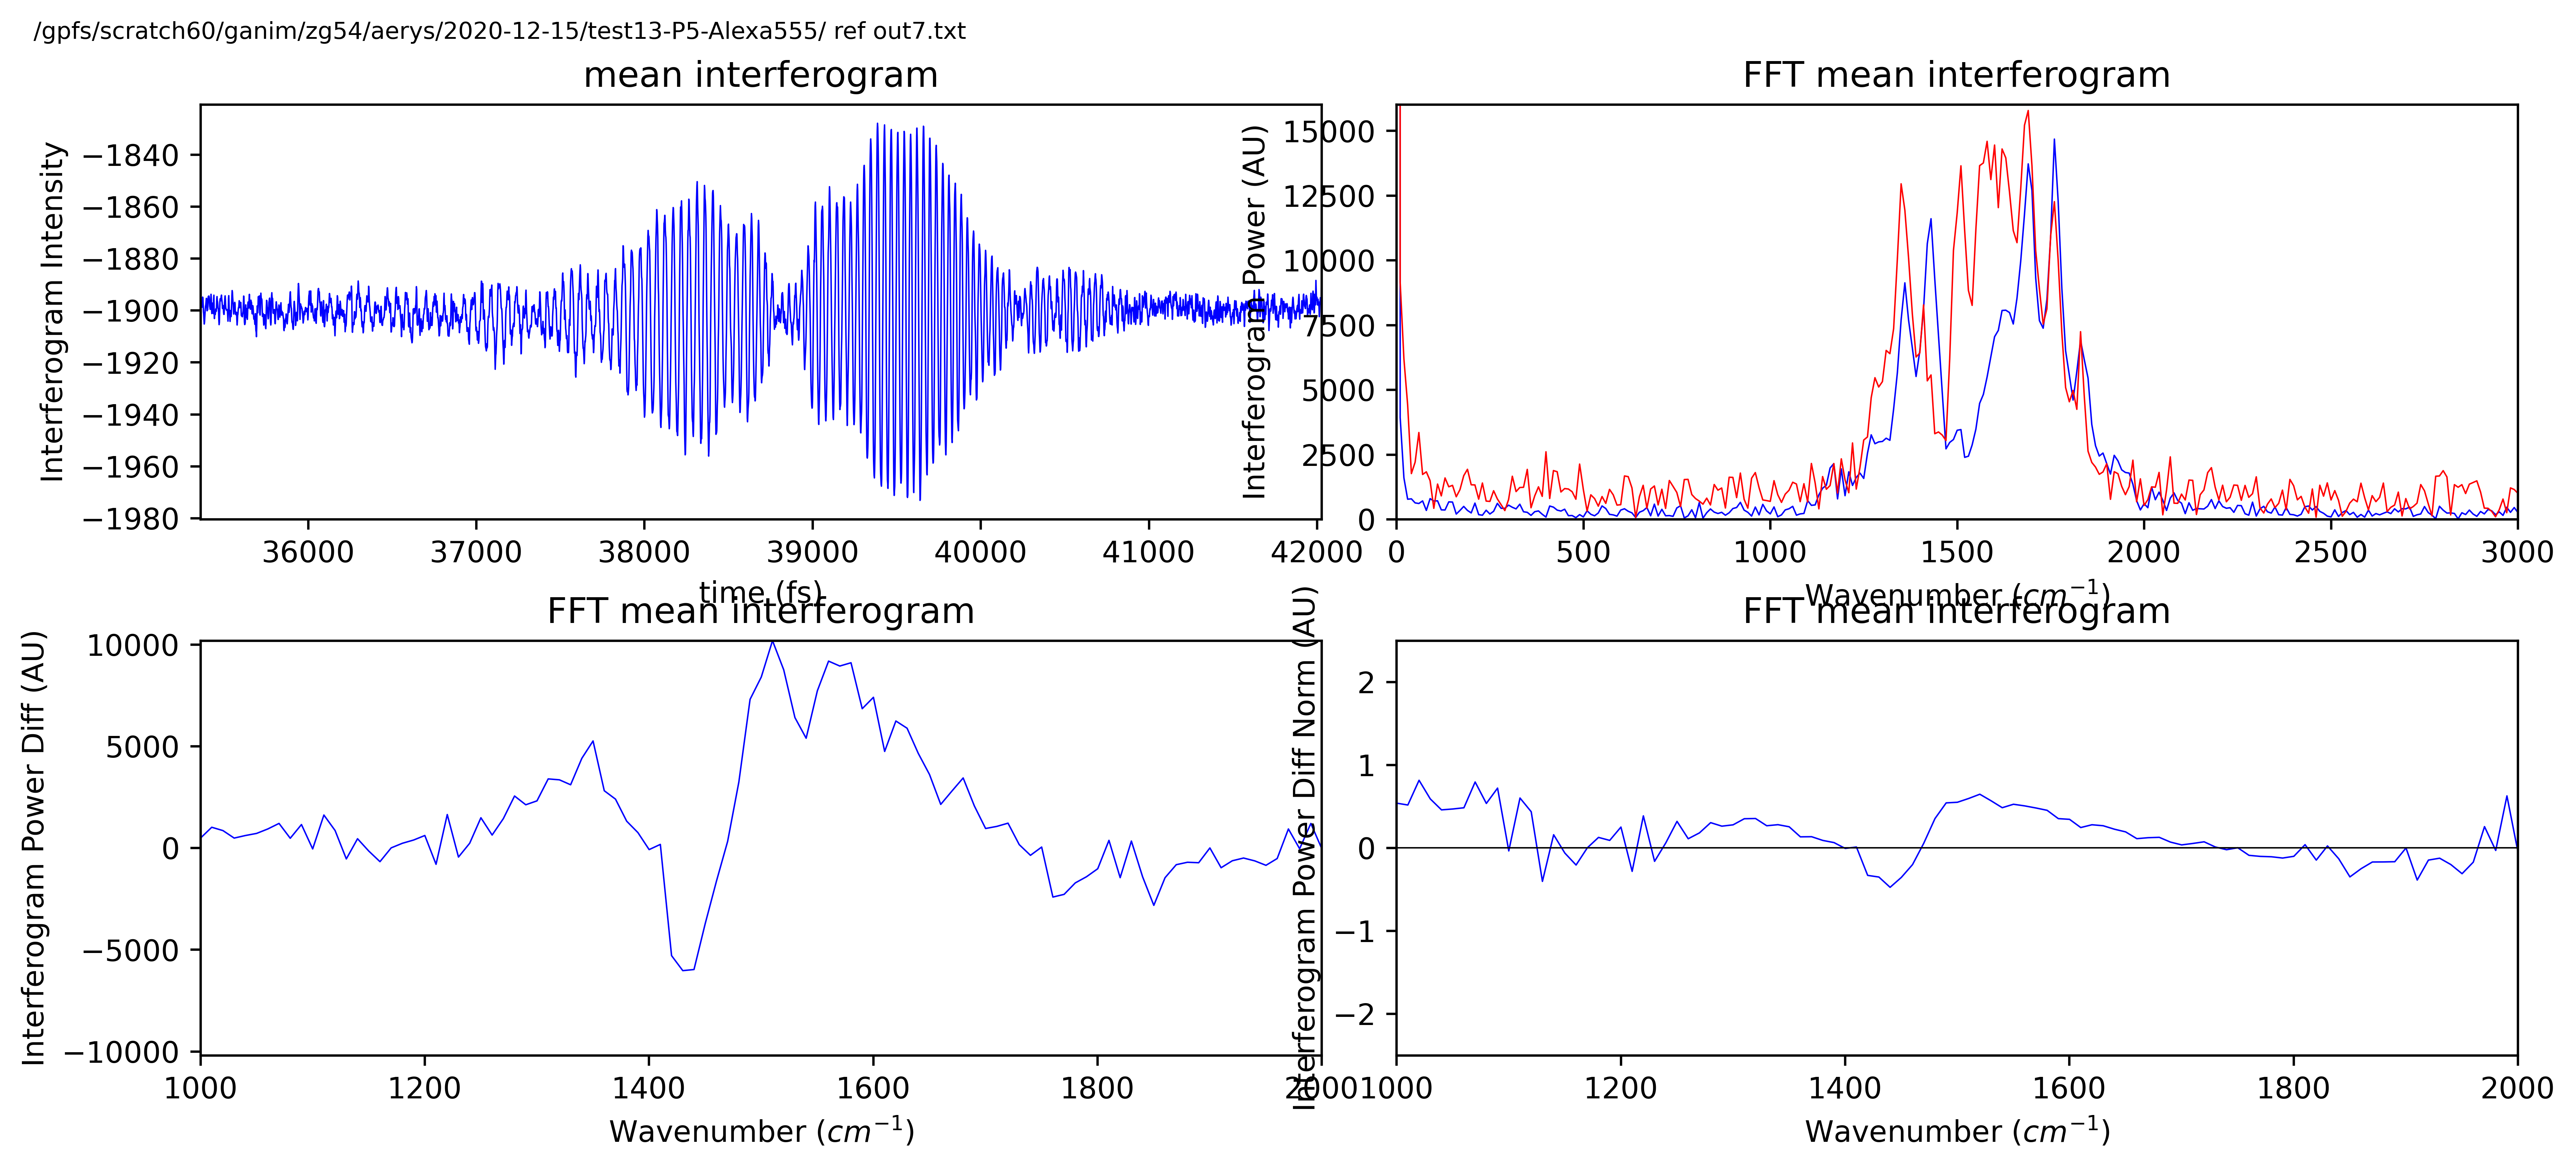 /gpfs/scratch60/ganim/zg54/aerys/2020-12-15/test13-P5-Alexa555/ ref out7.txt
mean interferogram
Interferogram Intensity
−1840
−1860
−1880
−1900
−1920
−1940
−1960
−1980
36000 37000 38000 39000 40000 41000 42000
time (fs)
FFT mean interferogram
Interferogram Power (AU)
15000
12500
10000
7500
5000
2500
0
0 500 1000 1500 2000 2500 3000
Wavenumber (cm⁻¹)
FFT mean interferogram
Interferogram Power Diff (AU)
10000
5000
0
−5000
−10000
1000 1200 1400 1600 1800 2000
Wavenumber (cm⁻¹)
FFT mean interferogram
Interferogram Power Diff Norm (AU)
2
1
0
−1
−2
1000 1200 1400 1600 1800 2000
Wavenumber (cm⁻¹)